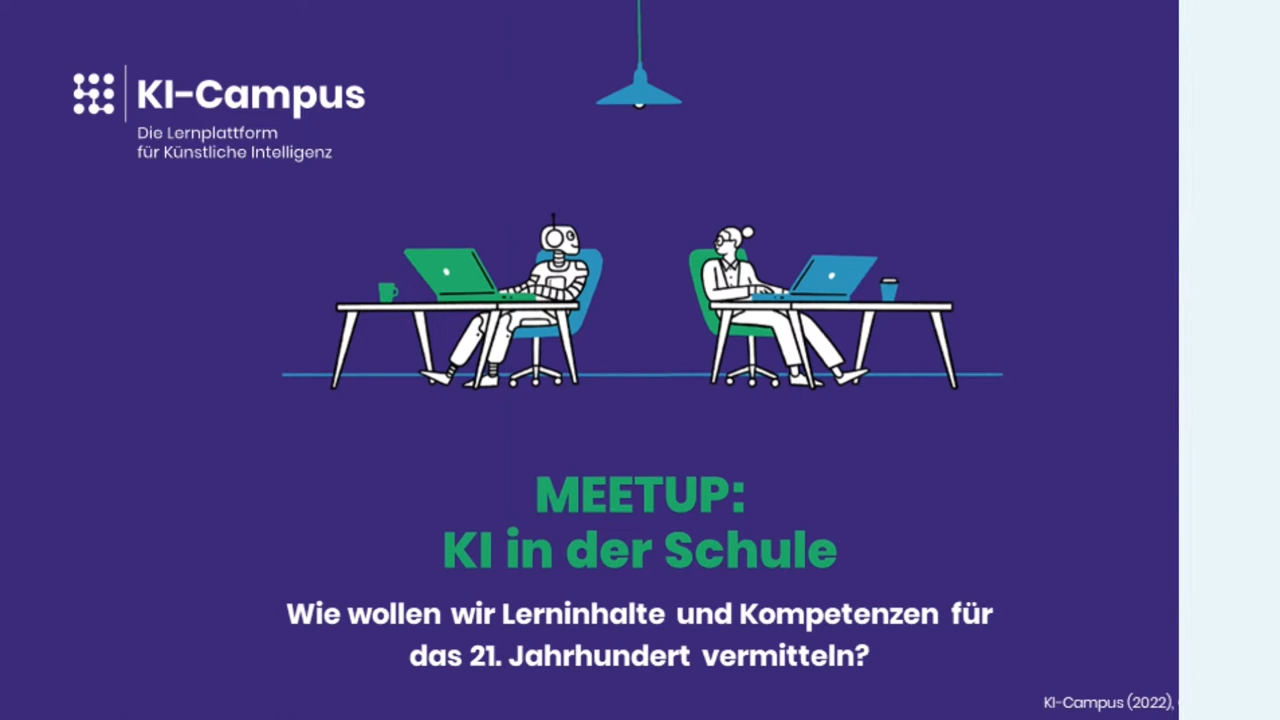 KI-Campus
Die Lernplattform
für Künstliche Intelligenz
MEETUP:
KI in der Schule
Wie wollen wir Lerninhalte und Kompetenzen für
das 21. Jahrhundert vermitteln?
KI-Campus (2022),